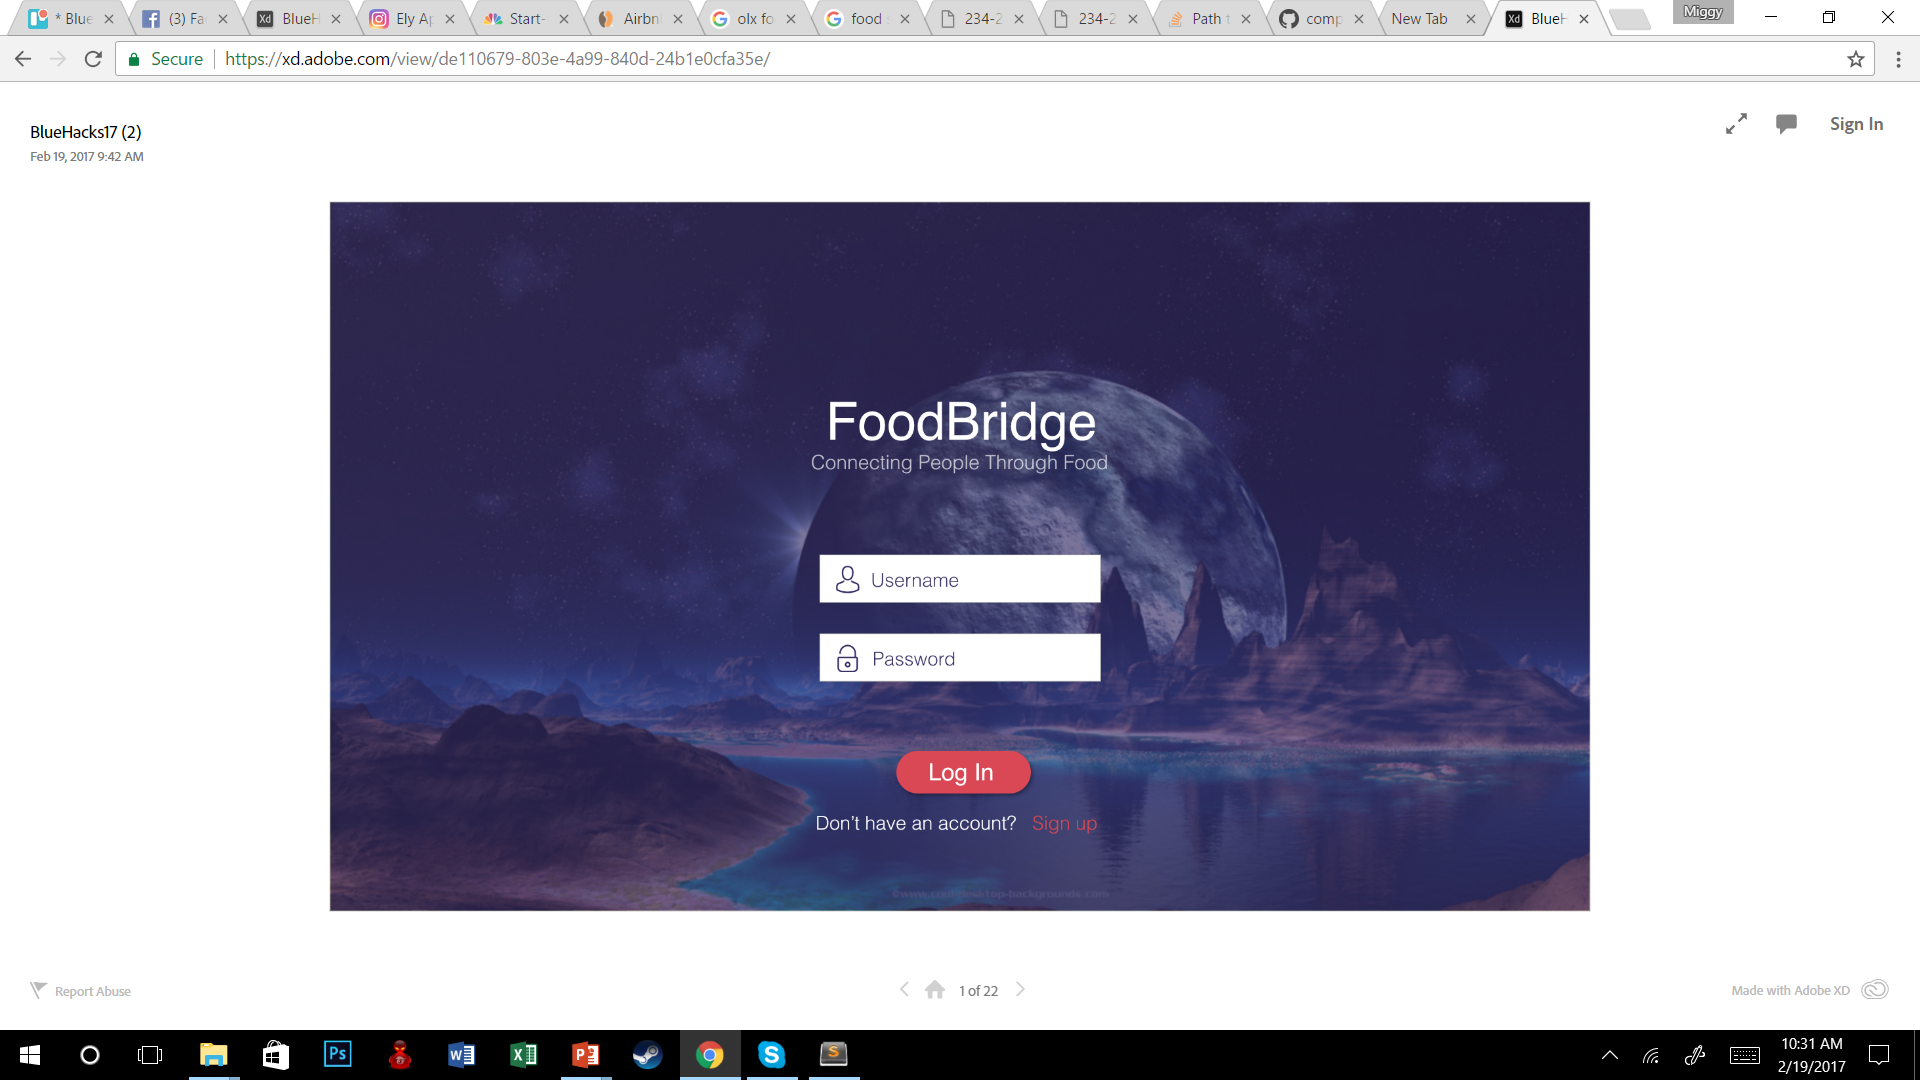 * Blue
(3) Fa
BlueH
Ely Ap
Start-
Airbnl
olx fo
food s
234-2
234-2
Path t
comp
New Tab
BlueH
Miggy
Secure
https://xd.adobe.com/view/de110679-803e-4a99-840d-24b1e0cfa35e/
BlueHacks17 (2)
Feb 19, 2017 9:42 AM
Sign In
FoodBridge
Connecting People Through Food
Username
Password
Log In
Don't have an account? Sign up
Report Abuse
1 of 22
Made with Adobe XD
10:31 AM
2/19/2017